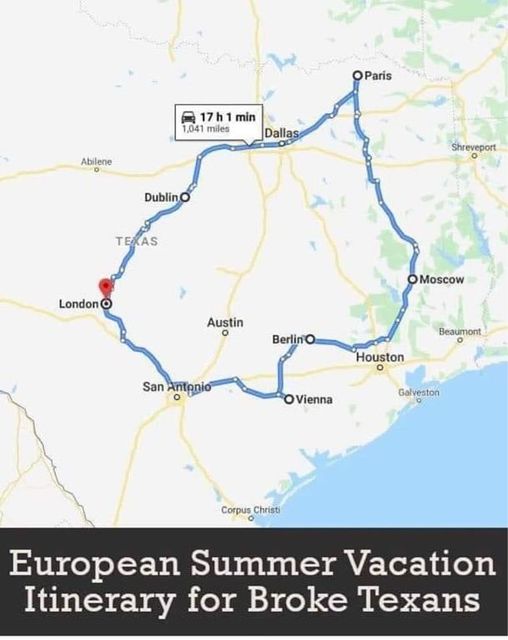 Paris
17 h 1 min
1,041 miles
Dallas
Shreveport
Abilene
Dublin
TEXAS
Moscow
London
Austin
Berlin
Beaumont
Houston
San Antonio
Galveston
Vienna
Corpus Christi
European Summer Vacation
Itinerary for Broke Texans